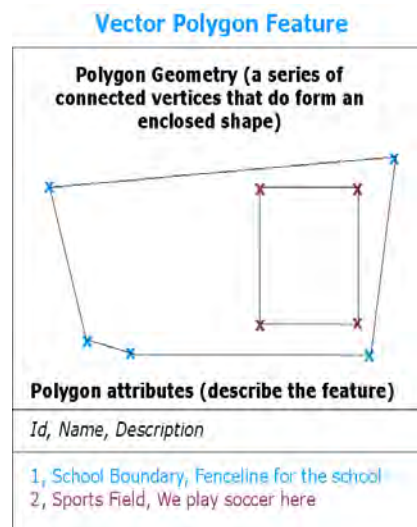 Vector Polygon Feature
Polygon Geometry (a series of
connected vertices that do form an
enclosed shape)
Polygon attributes (describe the feature)
Id, Name, Description
1, School Boundary, Fenceline for the school
2, Sports Field, We play soccer here